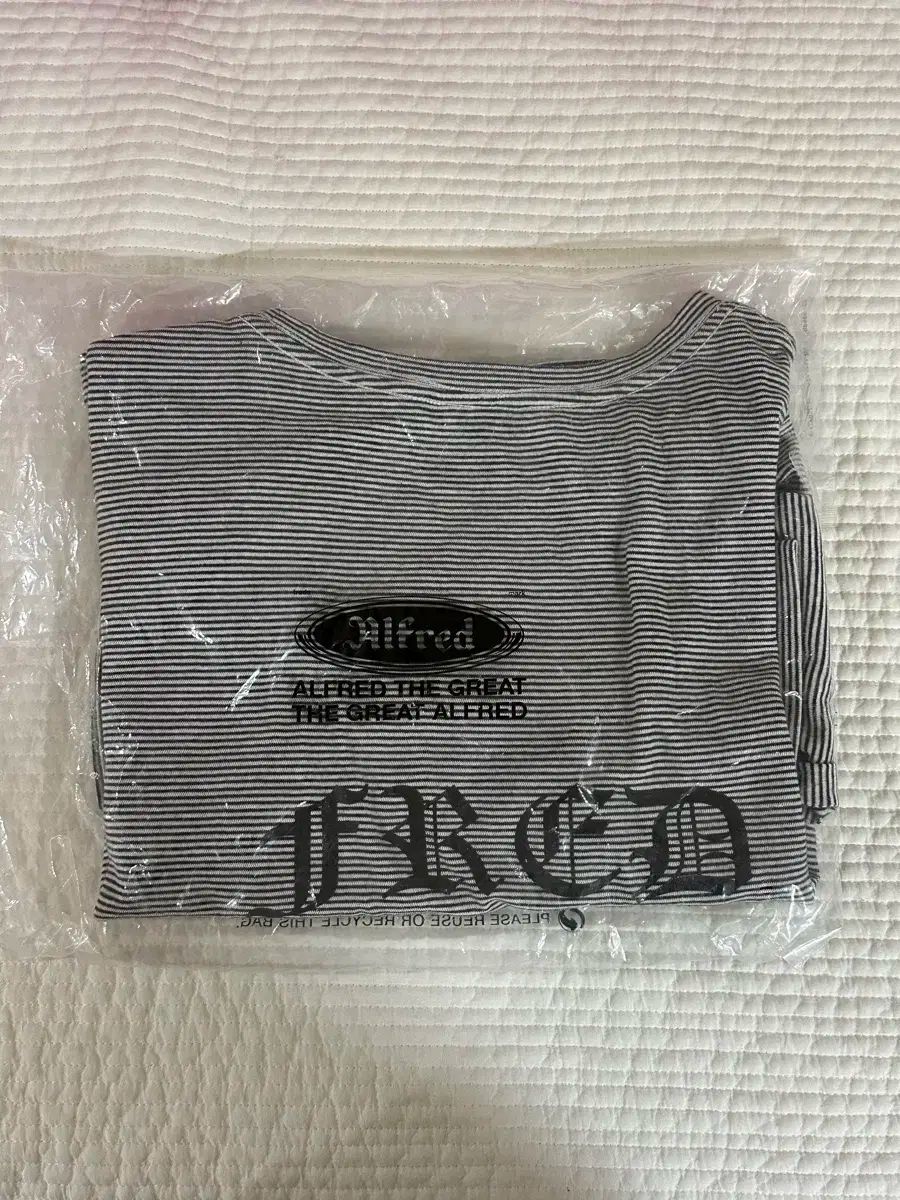 Alfred
ALFRED THE GREAT
THE GREAT ALFRED
FRED
PLEASE REUSE OR RECYCLE THIS BAG.